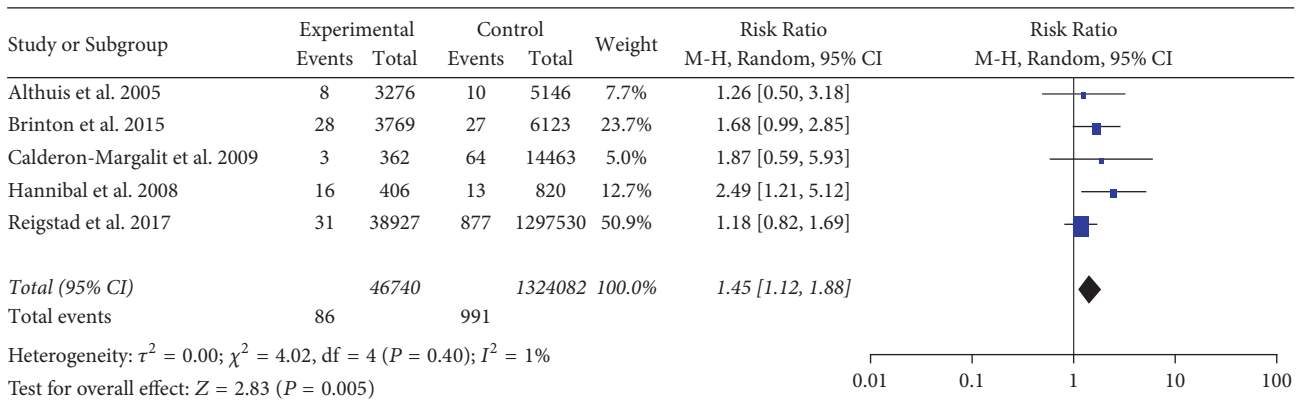 Study or Subgroup Experimental Control Weight Risk Ratio Risk Ratio
Events Total Events Total M-H, Random, 95% CI M-H, Random, 95% CI
Althuis et al. 2005 8 3276 10 5146 7.7% 1.26 [0.50, 3.18]
Brinton et al. 2015 28 3769 27 6123 23.7% 1.68 [0.99, 2.85]
Calderon-Margalit et al. 2009 3 362 64 14463 5.0% 1.87 [0.59, 5.93]
Hannibal et al. 2008 16 406 13 820 12.7% 2.49 [1.21, 5.12]
Reigstad et al. 2017 31 38927 877 1297530 50.9% 1.18 [0.82, 1.69]
Total (95% CI) 46740 1324082 100.0% 1.45 [1.12, 1.88]
Total events 86 991
Heterogeneity: τ² = 0.00; χ² = 4.02, df = 4 (P = 0.40); I² = 1%
Test for overall effect: Z = 2.83 (P = 0.005)
0.01 0.1 1 10 100